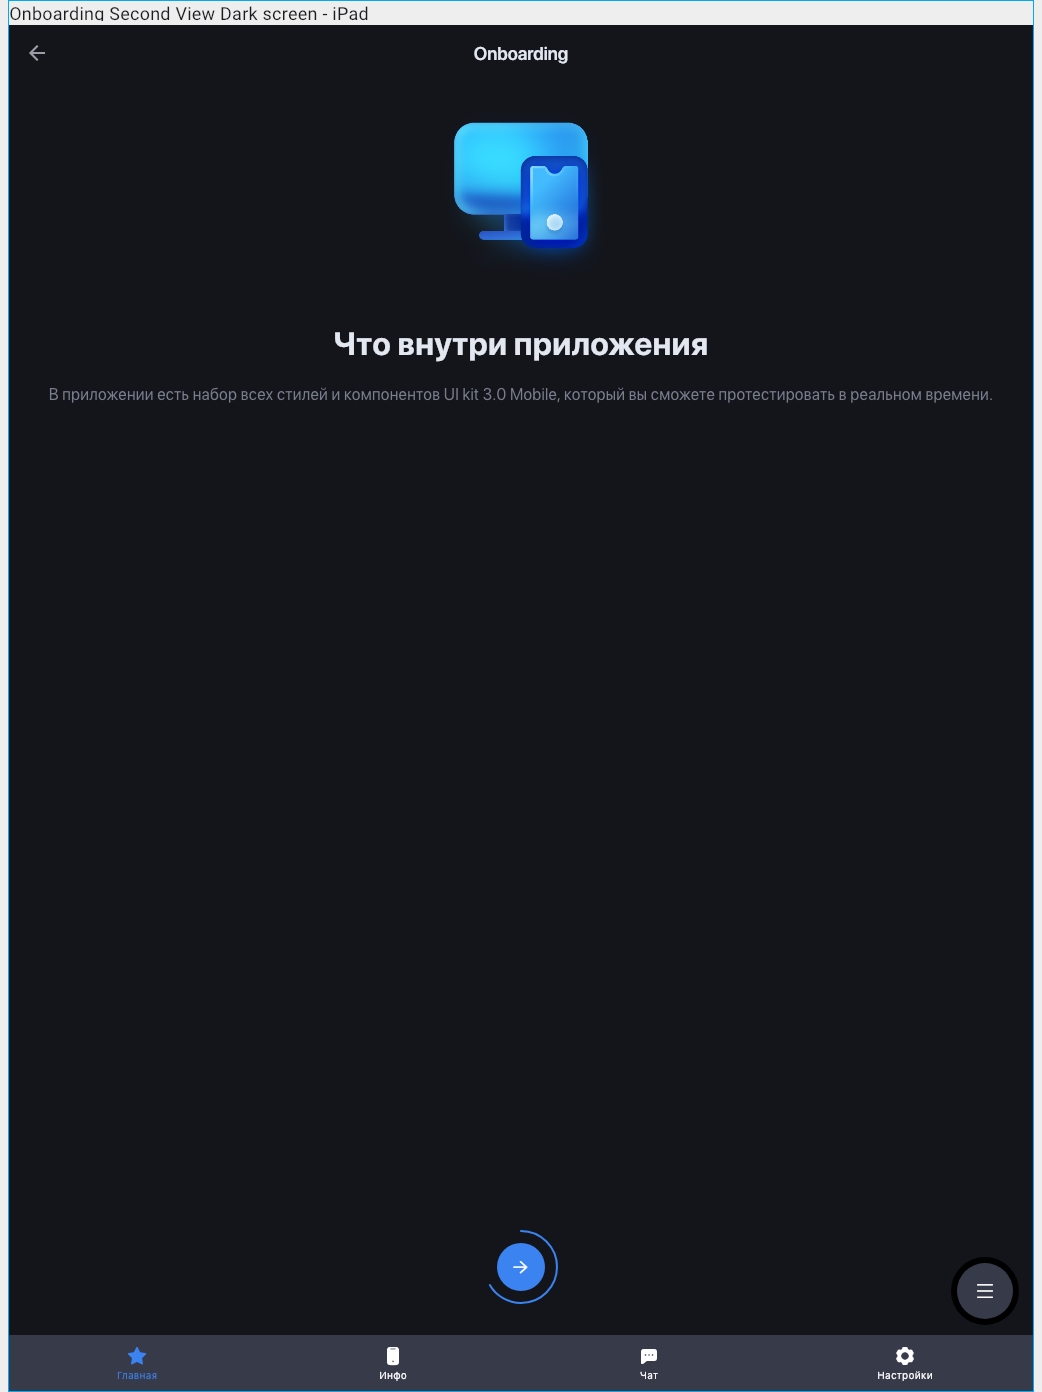 Onboarding Second View Dark screen - iPad
Onboarding
Что внутри приложения
В приложении есть набор всех стилей и компонентов UI kit 3.0 Mobile, который вы сможете протестировать в реальном времени.
Главная
Инфо
Чат
Настройки